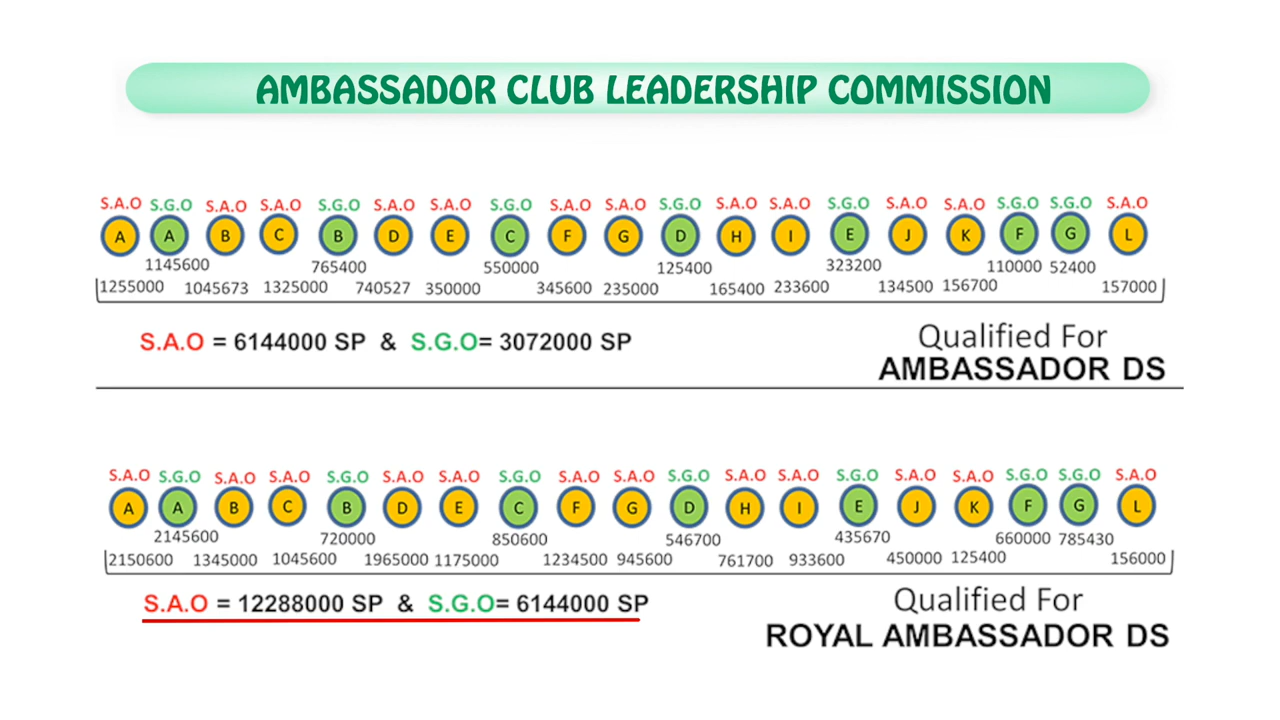 AMBASSADOR CLUB LEADERSHIP COMMISSION
S.A.O S.G.O S.A.O S.A.O S.G.O S.A.O S.A.O S.G.O S.A.O S.A.O S.G.O S.A.O S.A.O S.G.O S.A.O S.A.O S.G.O S.G.O S.A.O
A A B C B D E C F G D H I E J K F G L
1145600 765400 550000 125400 323200 110000 52400
1255000 1045673 1325000 740527 350000 345600 235000 165400 233600 134500 156700 157000
S.A.O = 6144000 SP & S.G.O= 3072000 SP
Qualified For
AMBASSADOR DS
S.A.O S.G.O S.A.O S.A.O S.G.O S.A.O S.A.O S.G.O S.A.O S.A.O S.G.O S.A.O S.A.O S.G.O S.A.O S.A.O S.G.O S.G.O S.A.O
A A B C B D E C F G D H I E J K F G L
2145600 720000 850600 546700 435670 660000 785430
2150600 1345000 1045600 1965000 1175000 1234500 945600 761700 933600 450000 125400 156000
S.A.O = 12288000 SP & S.G.O= 6144000 SP
Qualified For
ROYAL AMBASSADOR DS